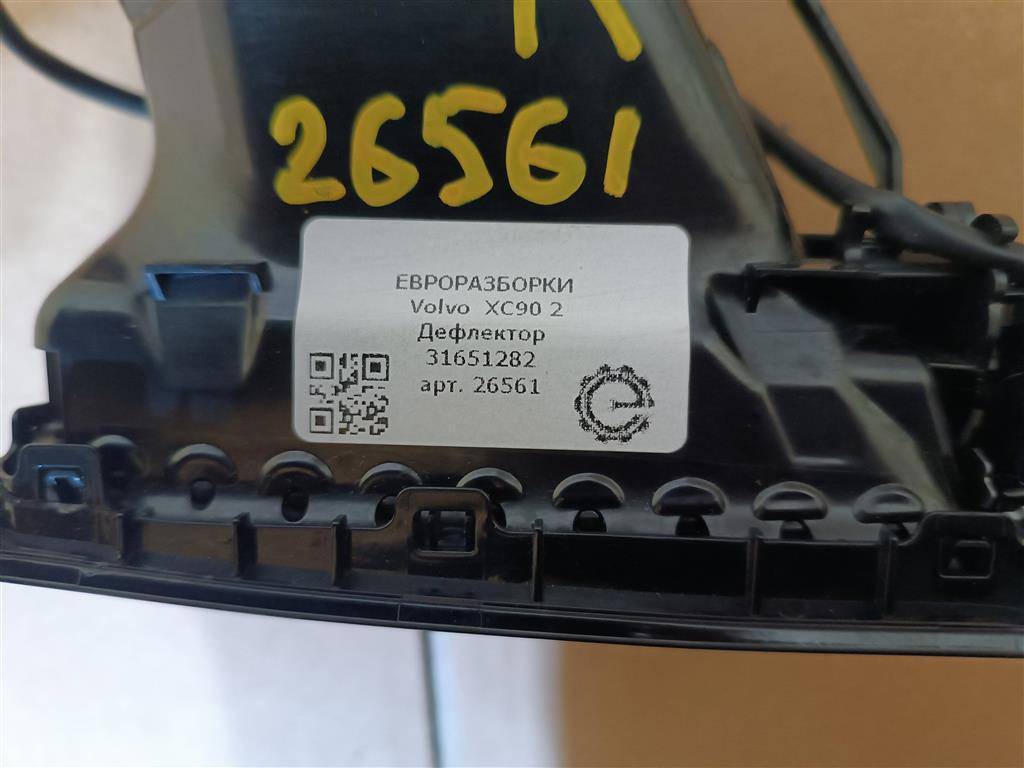 26561
ЕВРОРАЗБОРКИ
Volvo XC90 2
Дефлектор
31651282
арт. 26561